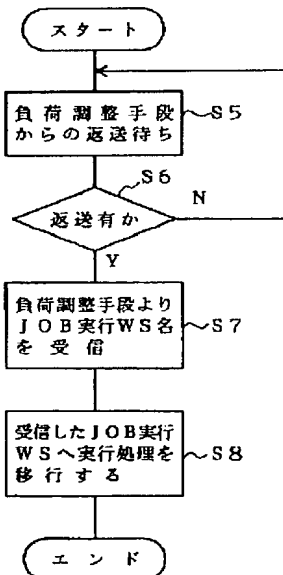 スタート
負荷調整手段
からの返送待ち
S5
S6
返送有か
N
Y
負荷調整手段より
JOB実行WS名
を受信
S7
受信したJOB実行
WSへ実行処理を
移行する
S8
エンド